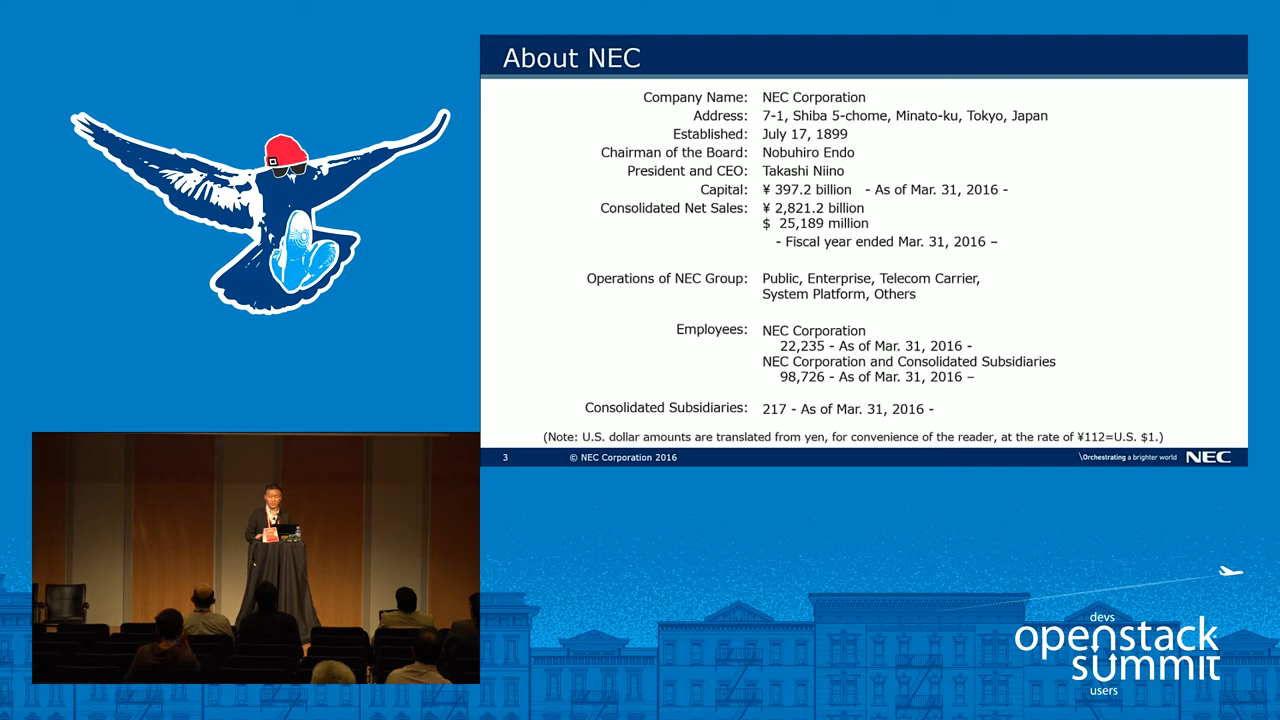 About NEC
Company Name: NEC Corporation
Address: 7-1, Shiba 5-chome, Minato-ku, Tokyo, Japan
Established: July 17, 1899
Chairman of the Board: Nobuhiro Endo
President and CEO: Takashi Niino
Capital: ¥ 397.2 billion - As of Mar. 31, 2016 -
Consolidated Net Sales: ¥ 2,821.2 billion
$ 25,189 million
- Fiscal year ended Mar. 31, 2016 –
Operations of NEC Group: Public, Enterprise, Telecom Carrier,
System Platform, Others
Employees: NEC Corporation
22,235 - As of Mar. 31, 2016 -
NEC Corporation and Consolidated Subsidiaries
98,726 - As of Mar. 31, 2016 –
Consolidated Subsidiaries: 217 - As of Mar. 31, 2016 -
(Note: U.S. dollar amounts are translated from yen, for convenience of the reader, at the rate of ¥112=U.S. $1.)
3 © NEC Corporation 2016 \Orchestrating a brighter world NEC
devs
openstack
summit
users